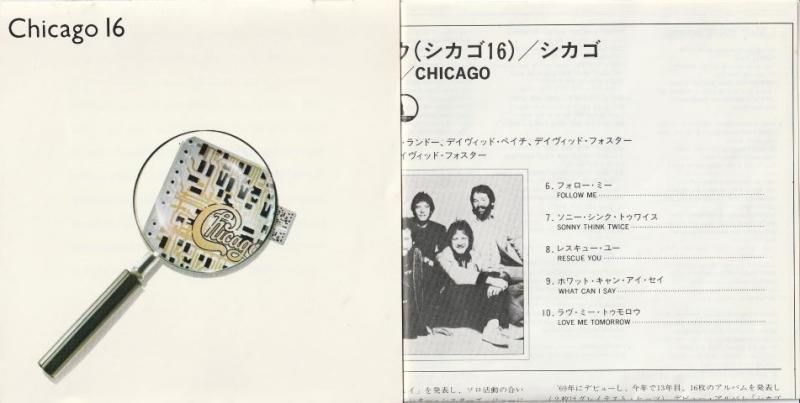 Chicago 16
Chicago
ウ(シカゴ16)／シカゴ
／CHICAGO
・ランドー、デイヴィッド・ペイチ、デイヴィッド・フォスター
イヴィッド・フォスター
6. フォロー・ミー
FOLLOW ME
7. ソニー・シンク・トゥワイス
SONNY THINK TWICE
8. レスキュー・ユー
RESCUE YOU
9. ホワット・キャン・アイ・セイ
WHAT CAN I SAY
10. ラヴ・ミー・トゥモロウ
LOVE ME TOMORROW
イ」を発表し、ソロ活動の合い
'69年にデビューし、今年で13年目。16枚のアルバムを発表し